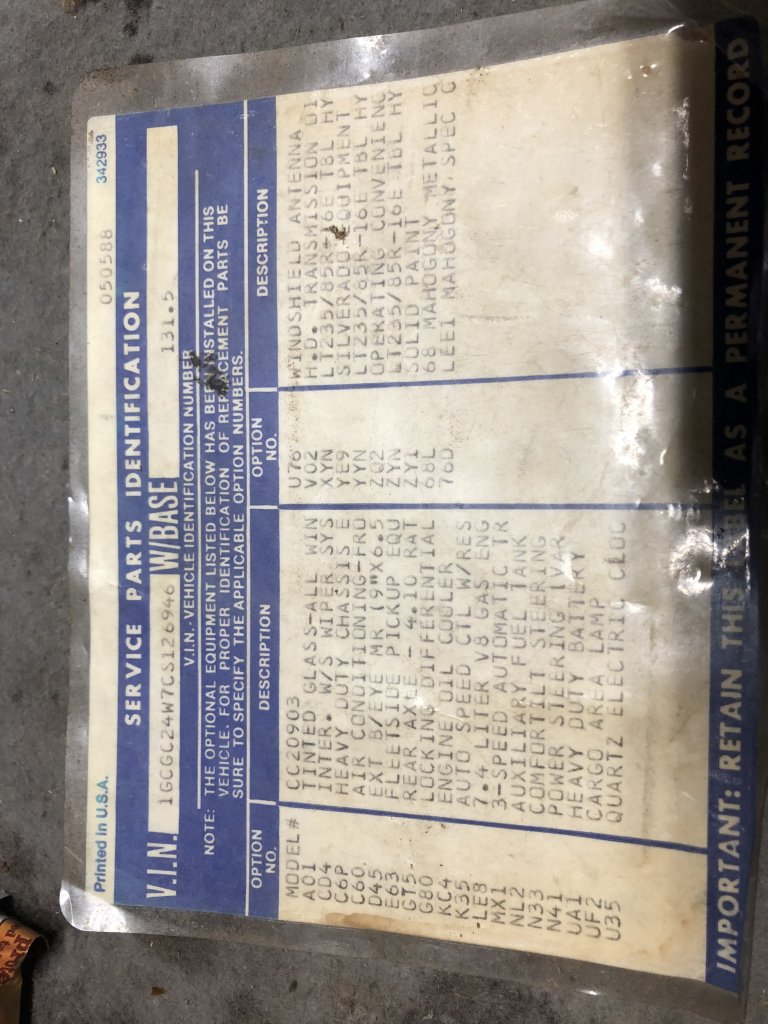 Printed in U.S.A. 342933
SERVICE PARTS IDENTIFICATION 050588
V.I.N. 1GCGC24W7CS126946 W/BASE 131.5
V.I.N. - VEHICLE IDENTIFICATION NUMBER
NOTE: THE OPTIONAL EQUIPMENT LISTED BELOW HAS BEEN INSTALLED ON THIS
VEHICLE. FOR PROPER IDENTIFICATION OF REPLACEMENT PARTS BE
SURE TO SPECIFY THE APPLICABLE OPTION NUMBERS.
OPTION NO. DESCRIPTION OPTION NO. DESCRIPTION
MODEL# CC20903 U76 WINDSHIELD ANTENNA
A01 TINTED GLASS-ALL WIN V02 H.D. TRANSMISSION OI
CD4 INTER. W/S WIPER SYS XYN LT235/85R-16E TBL HY
C6P HEAVY DUTY CHASSIS E YE9 SILVERADO EQUIPMENT
C60 AIR CONDITIONING-FRO YYN LT235/85R-16E TBL HY
D45 EXT B/EYE MR (9"X6.5 ZQ2 OPERATING CONVENIENC
E63 FLEETSIDE PICKUP EQU ZYN LT235/85R-16E TBL HY
GT5 REAR AXLE - 4.10 RAT ZY1 SOLID PAINT
G80 LOCKING DIFFERENTIAL 68L 68 MAHOGONY METALLIC
KC4 ENGINE OIL COOLER 76D LEE1 MAHOGONY, SPEC C
K35 AUTO SPEED CTL W/RES
LE8 7.4 LITER V8 GAS ENG
MX1 3-SPEED AUTOMATIC TR
NL2 AUXILIARY FUEL TANK
N33 COMFORTILT STEERING
N41 POWER STEERING (VAR
UA1 HEAVY DUTY BATTERY
UF2 CARGO AREA LAMP
U35 QUARTZ ELECTRIC CLOC
IMPORTANT: RETAIN THIS LABEL AS A PERMANENT RECORD